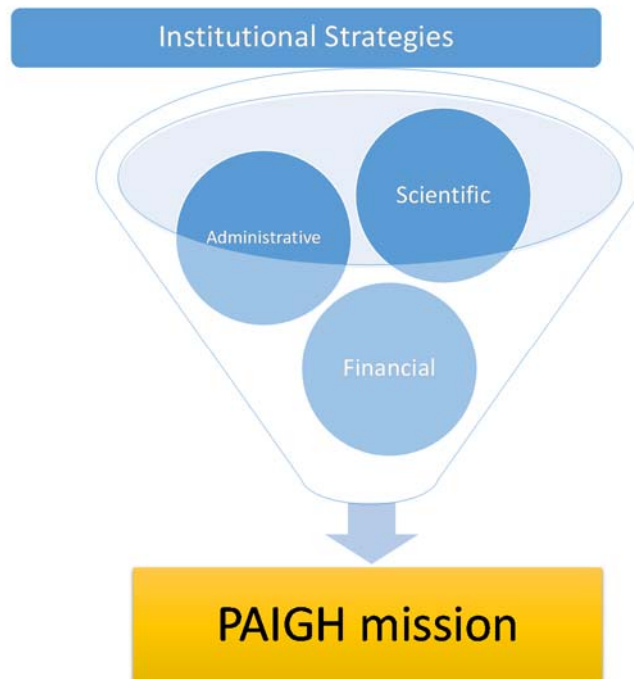 Institutional Strategies
Scientific
Administrative
Financial
PAIGH mission